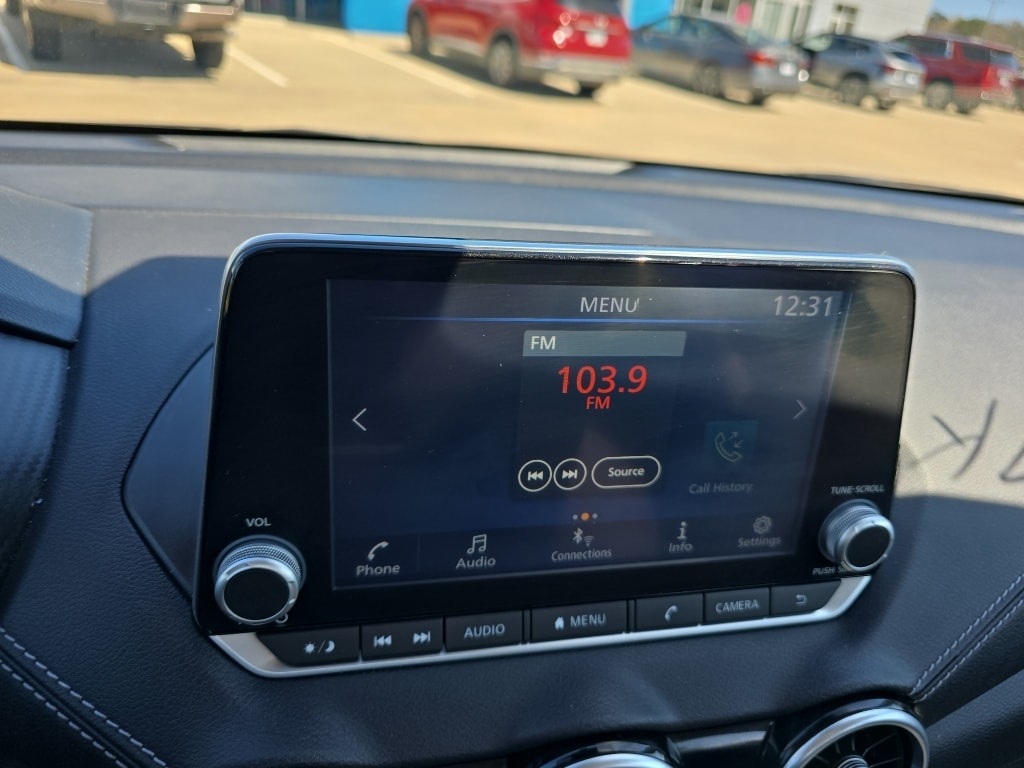 MENU 12:31
FM
103.9
FM
Source
Call History
Phone Audio Connections Info Settings
VOL
TUNE·SCROLL
AUDIO MENU CAMERA